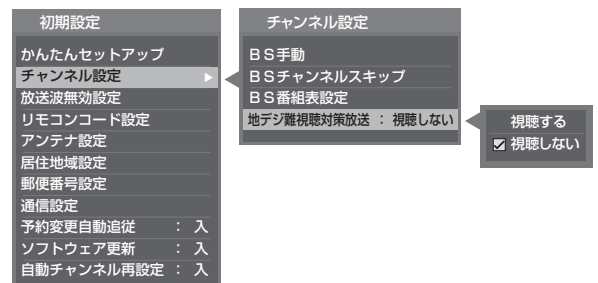 初期設定
かんたんセットアップ
チャンネル設定
放送波無効設定
リモコンコード設定
アンテナ設定
居住地域設定
郵便番号設定
通信設定
予約変更自動追従 : 入
ソフトウェア更新 : 入
自動チャンネル再設定 : 入
チャンネル設定
BS手動
BSチャンネルスキップ
BS番組表設定
地デジ難視聴対策放送 : 視聴しない
視聴する
視聴しない